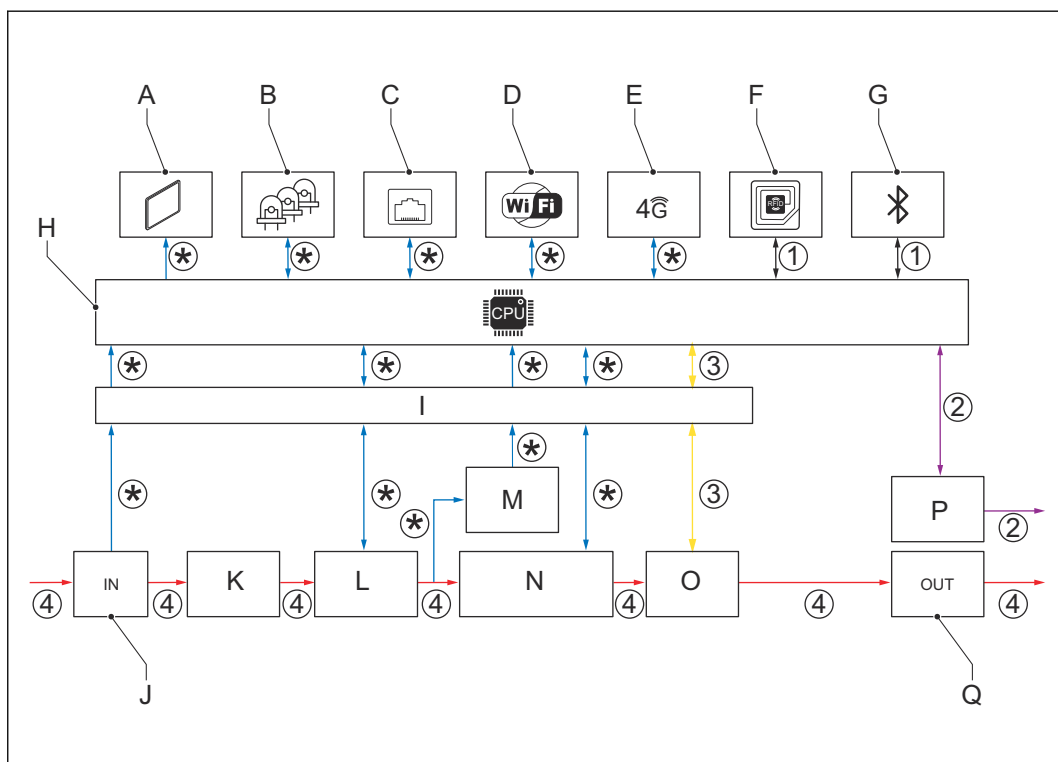 A B C D E F G
Wi Fi 4G RFID
H
* * * * * 1 1
CPU
* * * * 3
I
2
*
* * M * 3
* P
2
IN K L N O OUT
4 4 4 4 4 4 4
J Q